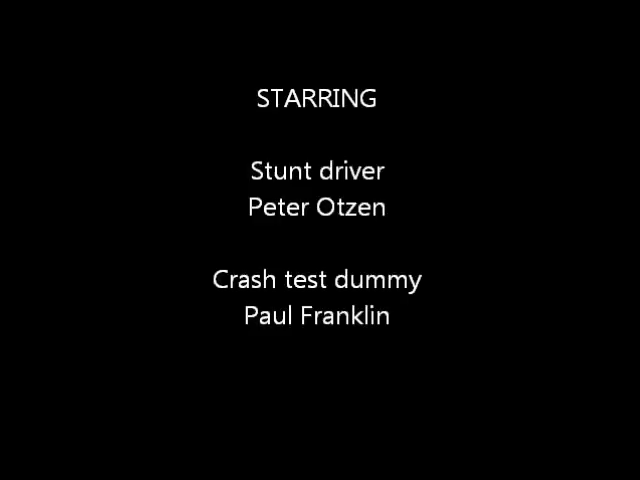 STARRING
Stunt driver
Peter Otzen
Crash test dummy
Paul Franklin